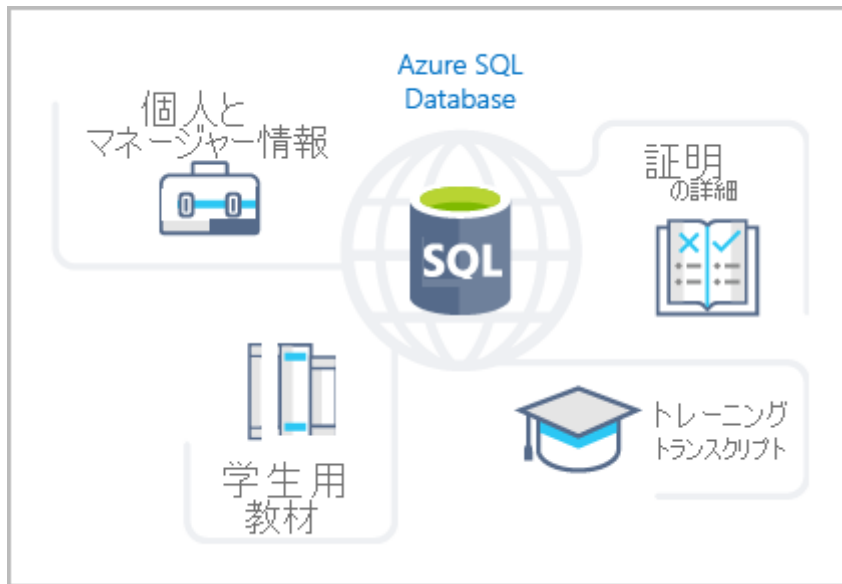 Azure SQL
Database
個人と
マネージャー情報
証明
の詳細
SQL
トレーニング
トランスクリプト
学生用
教材